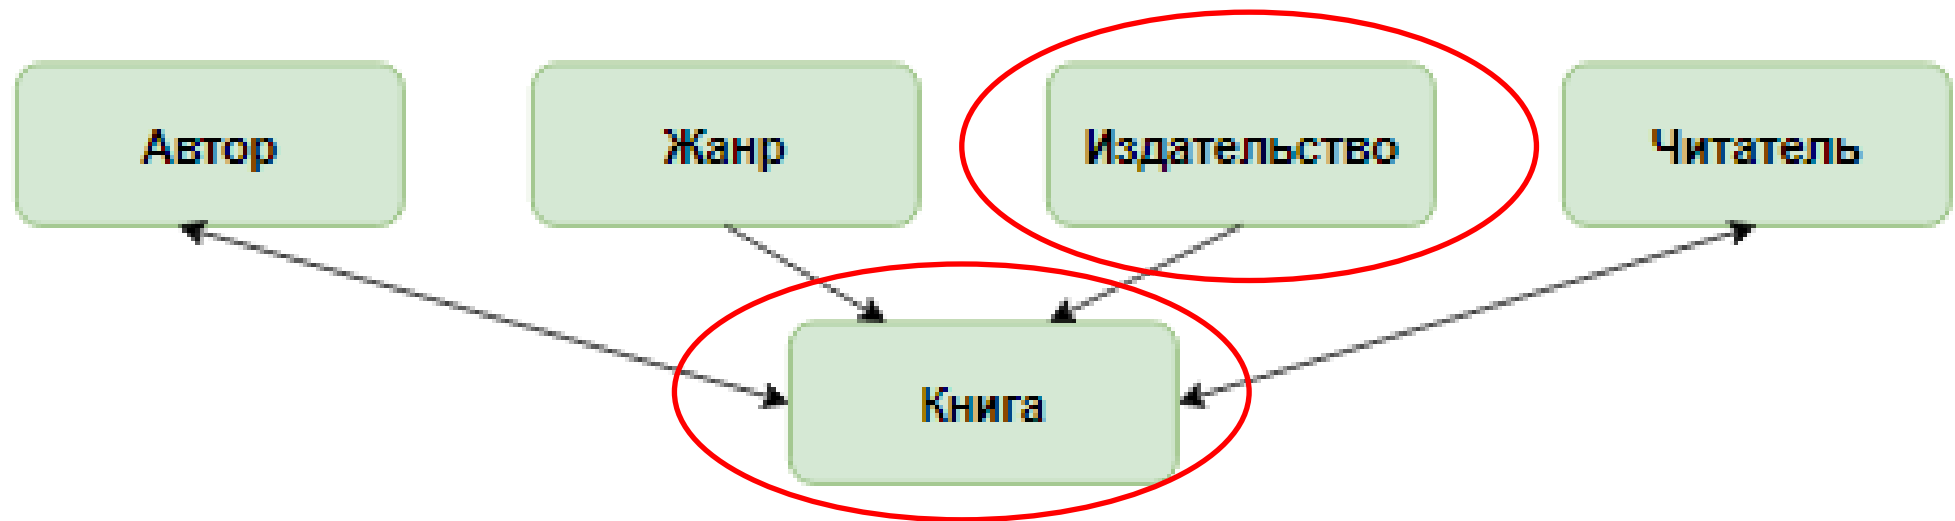 Автор
Жанр
Издательство
Читатель
Книга